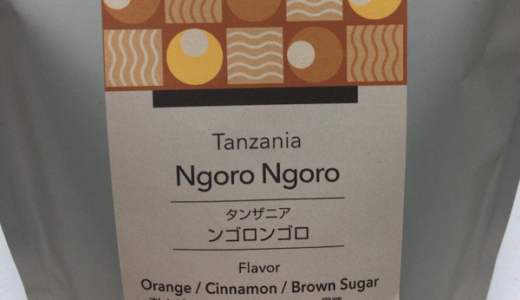 Tanzania
Ngoro Ngoro
タンザニア
ンゴロンゴロ
Flavor
Orange / Cinnamon / Brown Sugar